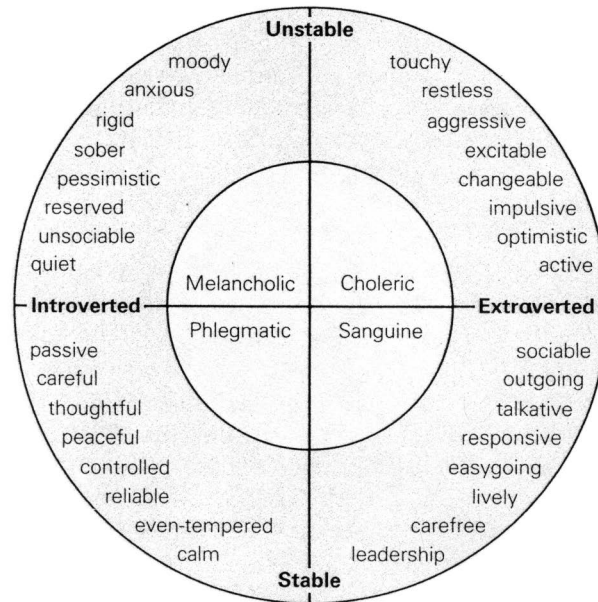 Unstable
moody
anxious
rigid
sober
pessimistic
reserved
unsociable
quiet
touchy
restless
aggressive
excitable
changeable
impulsive
optimistic
active
Melancholic
Choleric
Introverted
Extraverted
Phlegmatic
Sanguine
passive
careful
thoughtful
peaceful
controlled
reliable
even-tempered
calm
sociable
outgoing
talkative
responsive
easygoing
lively
carefree
leadership
Stable